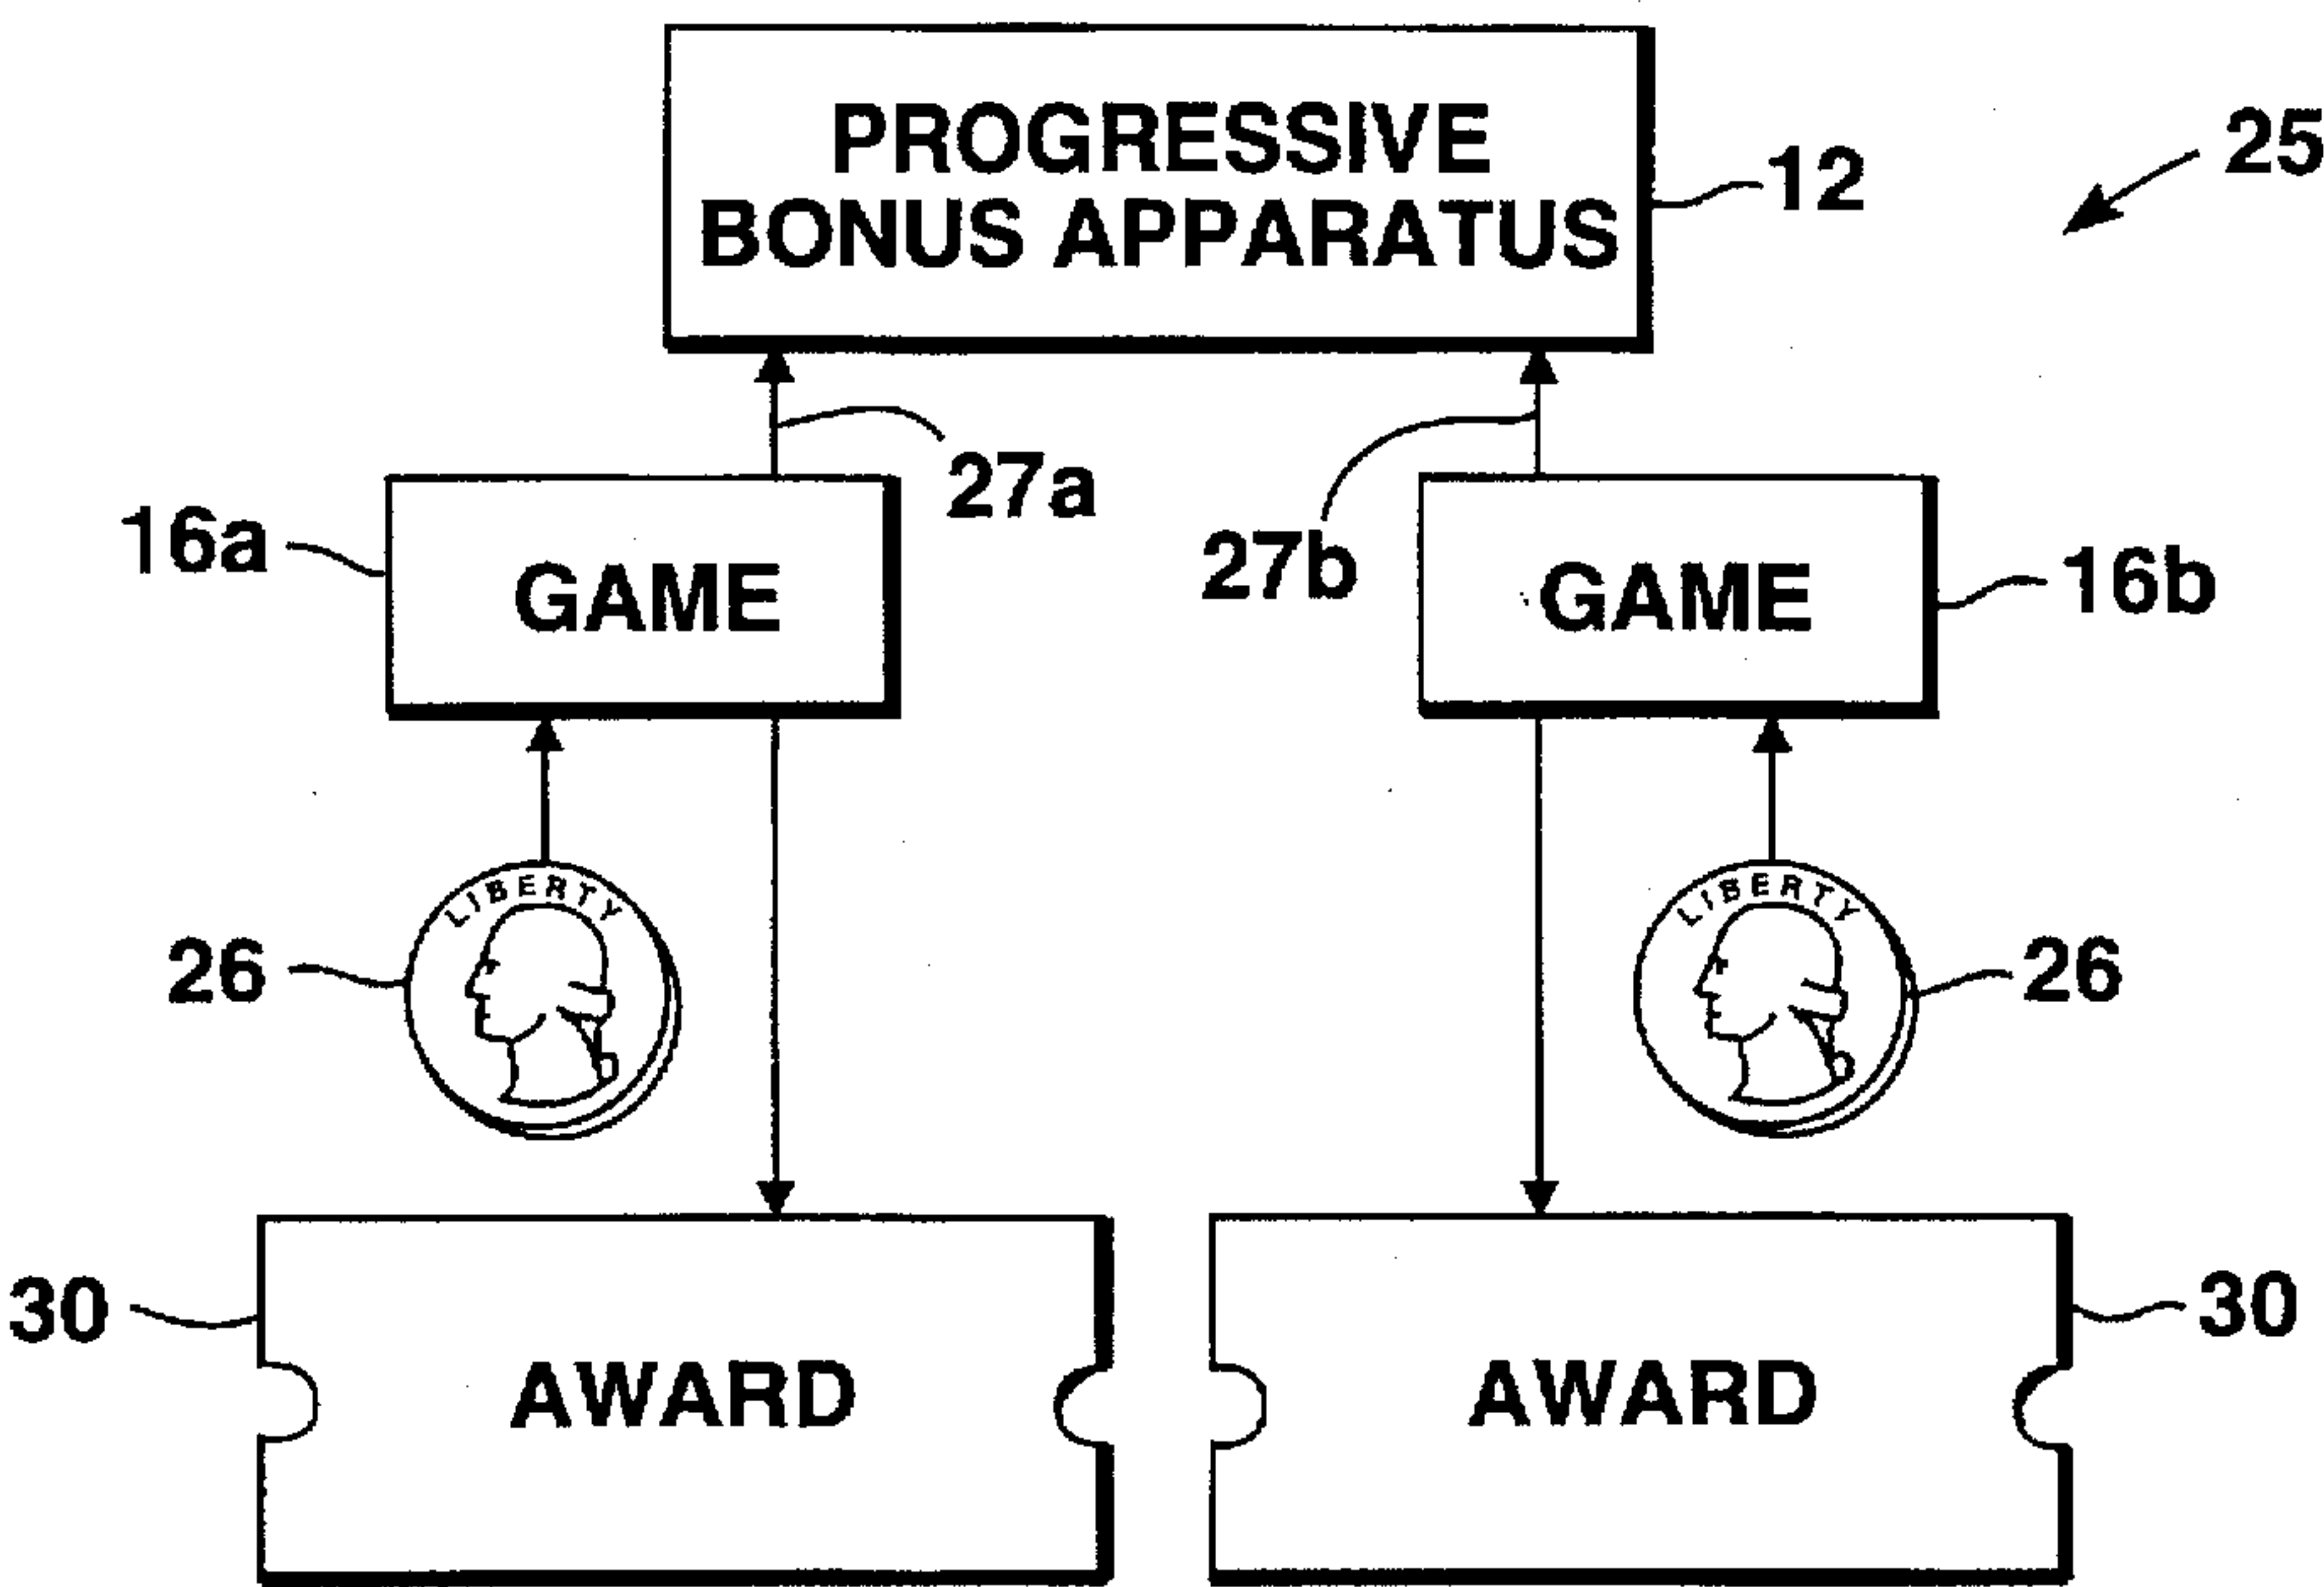 PROGRESSIVE
BONUS APPARATUS
12
25
27a
27b
16a
GAME
GAME
16b
LIBERTY
LIBERTY
26
26
30
AWARD
AWARD
30